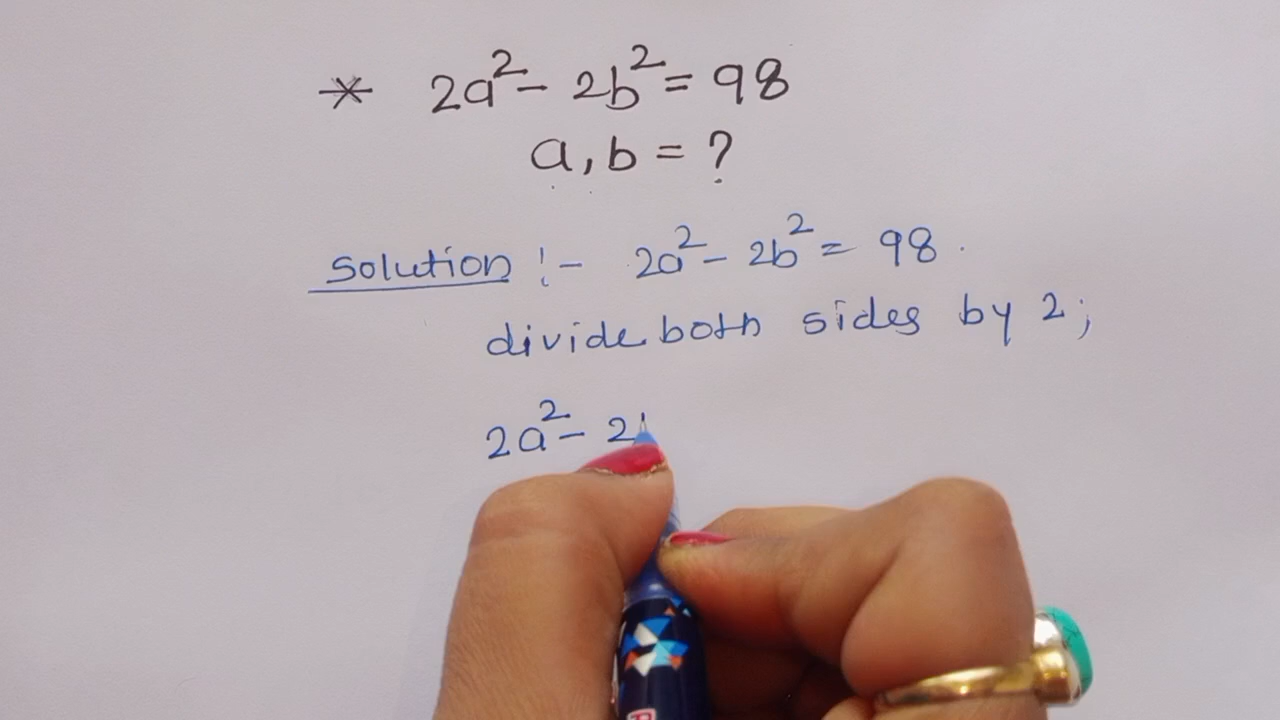 * 2a² - 2b² = 98
a, b = ?
Solution :- 2a² - 2b² = 98.
divide both sides by 2;
2a² - 2